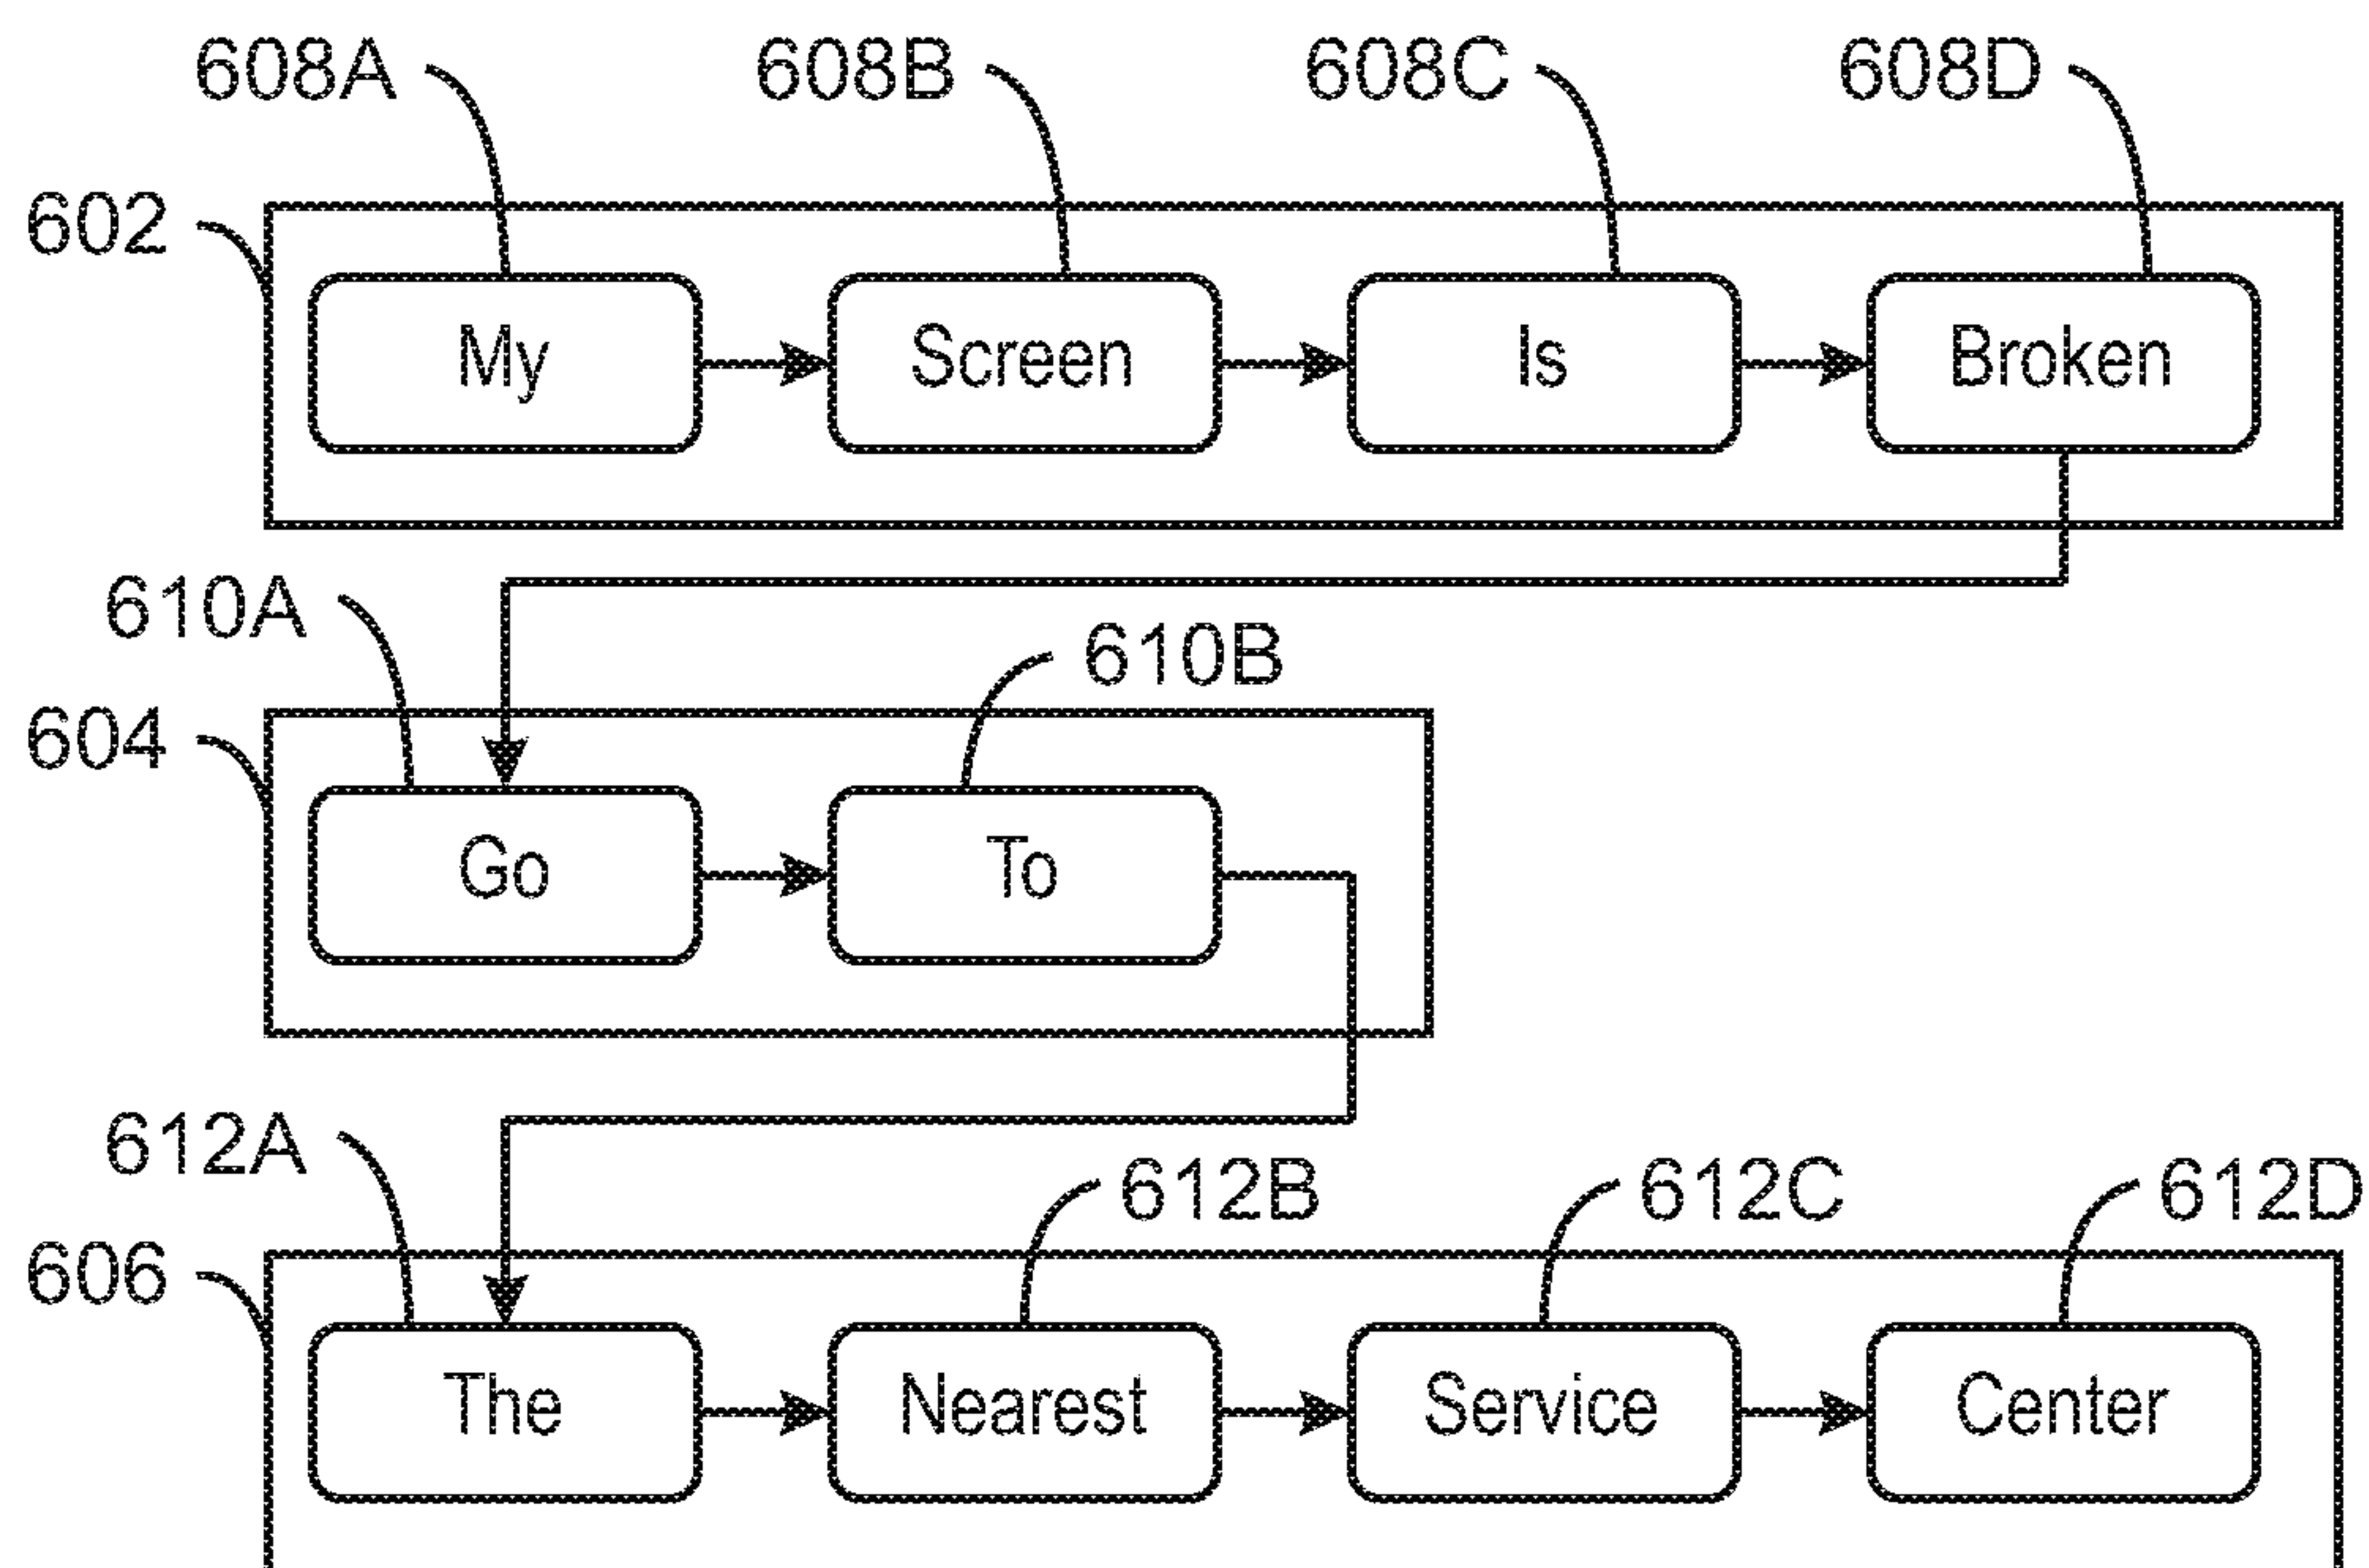 608A 608B 608C 608D
602
My Screen Is Broken
610A
610B
604
Go To
612A
612B 612C 612D
606
The Nearest Service Center